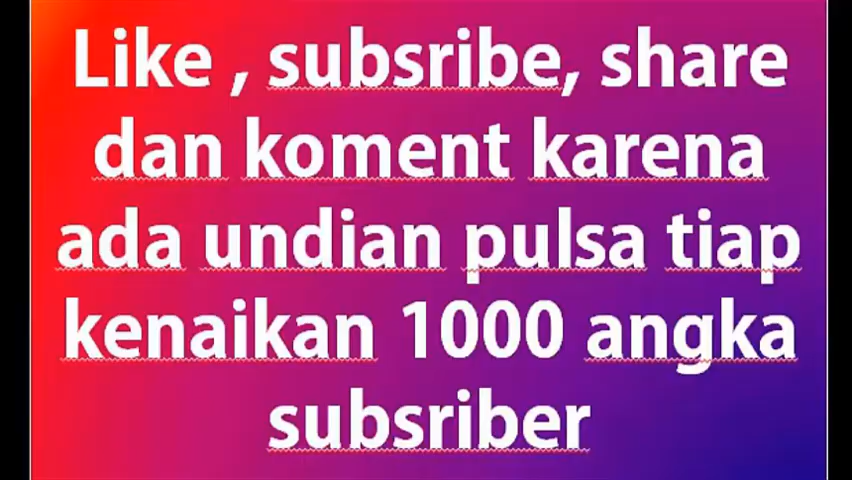 Like , subsribe, share
dan koment karena
ada undian pulsa tiap
kenaikan 1000 angka
subsriber